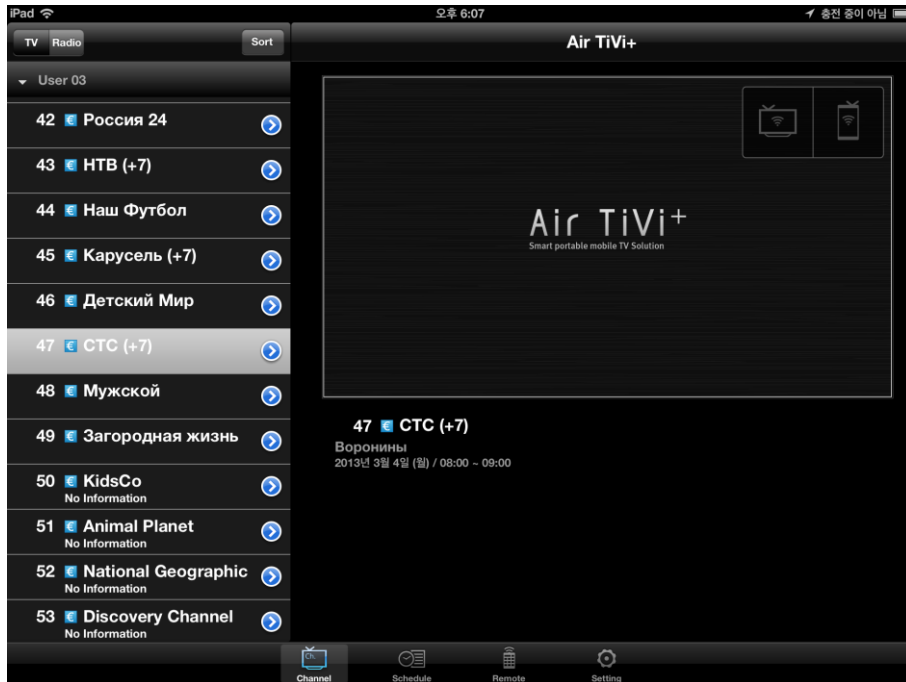 iPad 오후 6:07 충전 중이 아님
TV Radio Sort
Air TiVi+
User 03
42 € Россия 24
43 € НТВ (+7)
44 € Наш Футбол
45 € Карусель (+7)
46 € Детский Мир
47 € СТС (+7)
48 € Мужской
49 € Загородная жизнь
50 € KidsCo
No Information
51 € Animal Planet
No Information
52 € National Geographic
No Information
53 € Discovery Channel
No Information
Air TiVi+
Smart portable mobile TV Solution
47 € СТС (+7)
Воронины
2013년 3월 4일 (월) / 08:00 ~ 09:00
Ch.
Channel Schedule Remote Setting